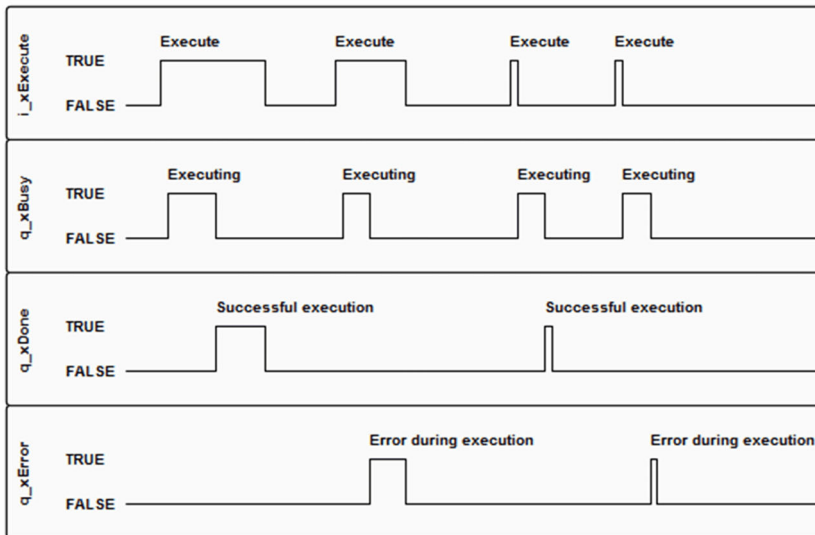 i_xExecute
Execute Execute Execute Execute
TRUE
FALSE
q_xBusy
Executing Executing Executing Executing
TRUE
FALSE
q_xDone
Successful execution Successful execution
TRUE
FALSE
q_xError
Error during execution Error during execution
TRUE
FALSE